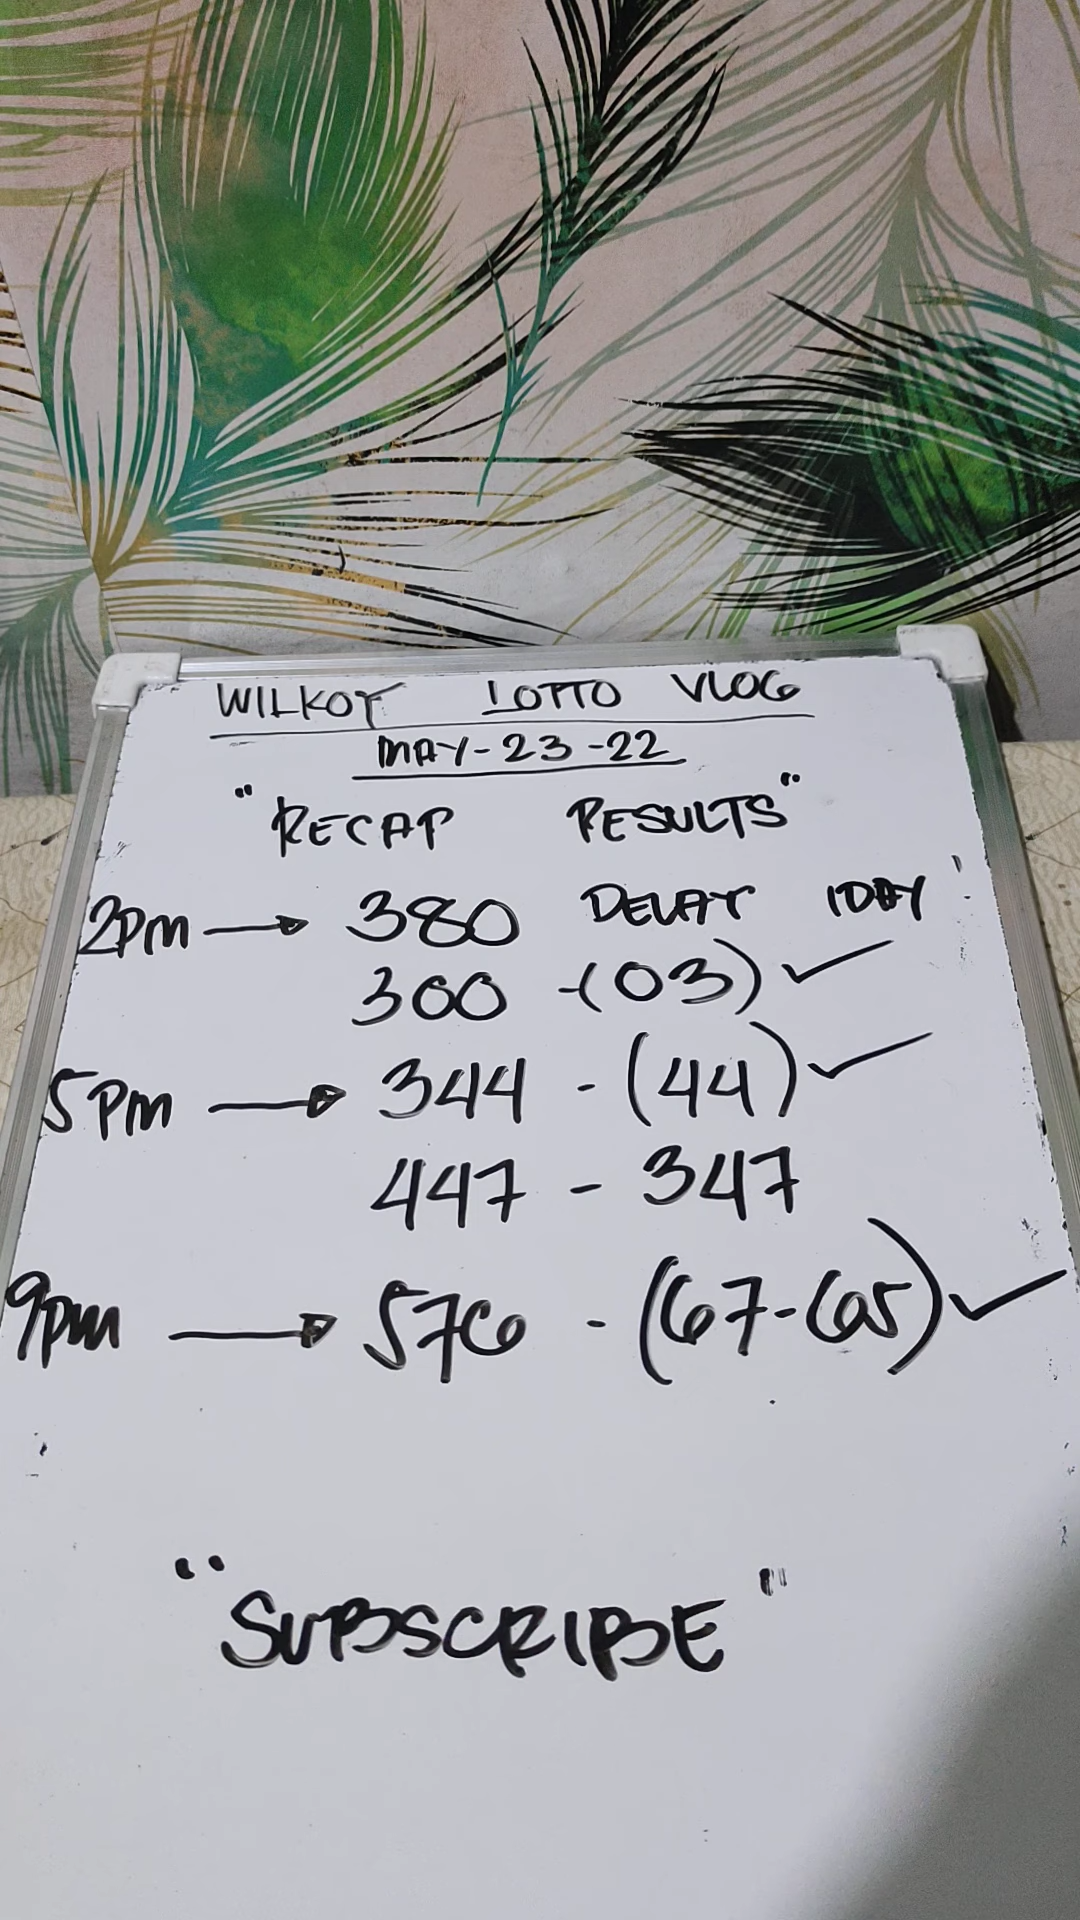 WILKOY LOTTO VLOG
MAY-23-22
"RECAP RESULTS"
2pm → 380 DELAY 1DAY
300 - (03) ✓
5pm → 344 - (44) ✓
447 - 347
9pm → 576 - (67-65) ✓
"SUBSCRIBE"